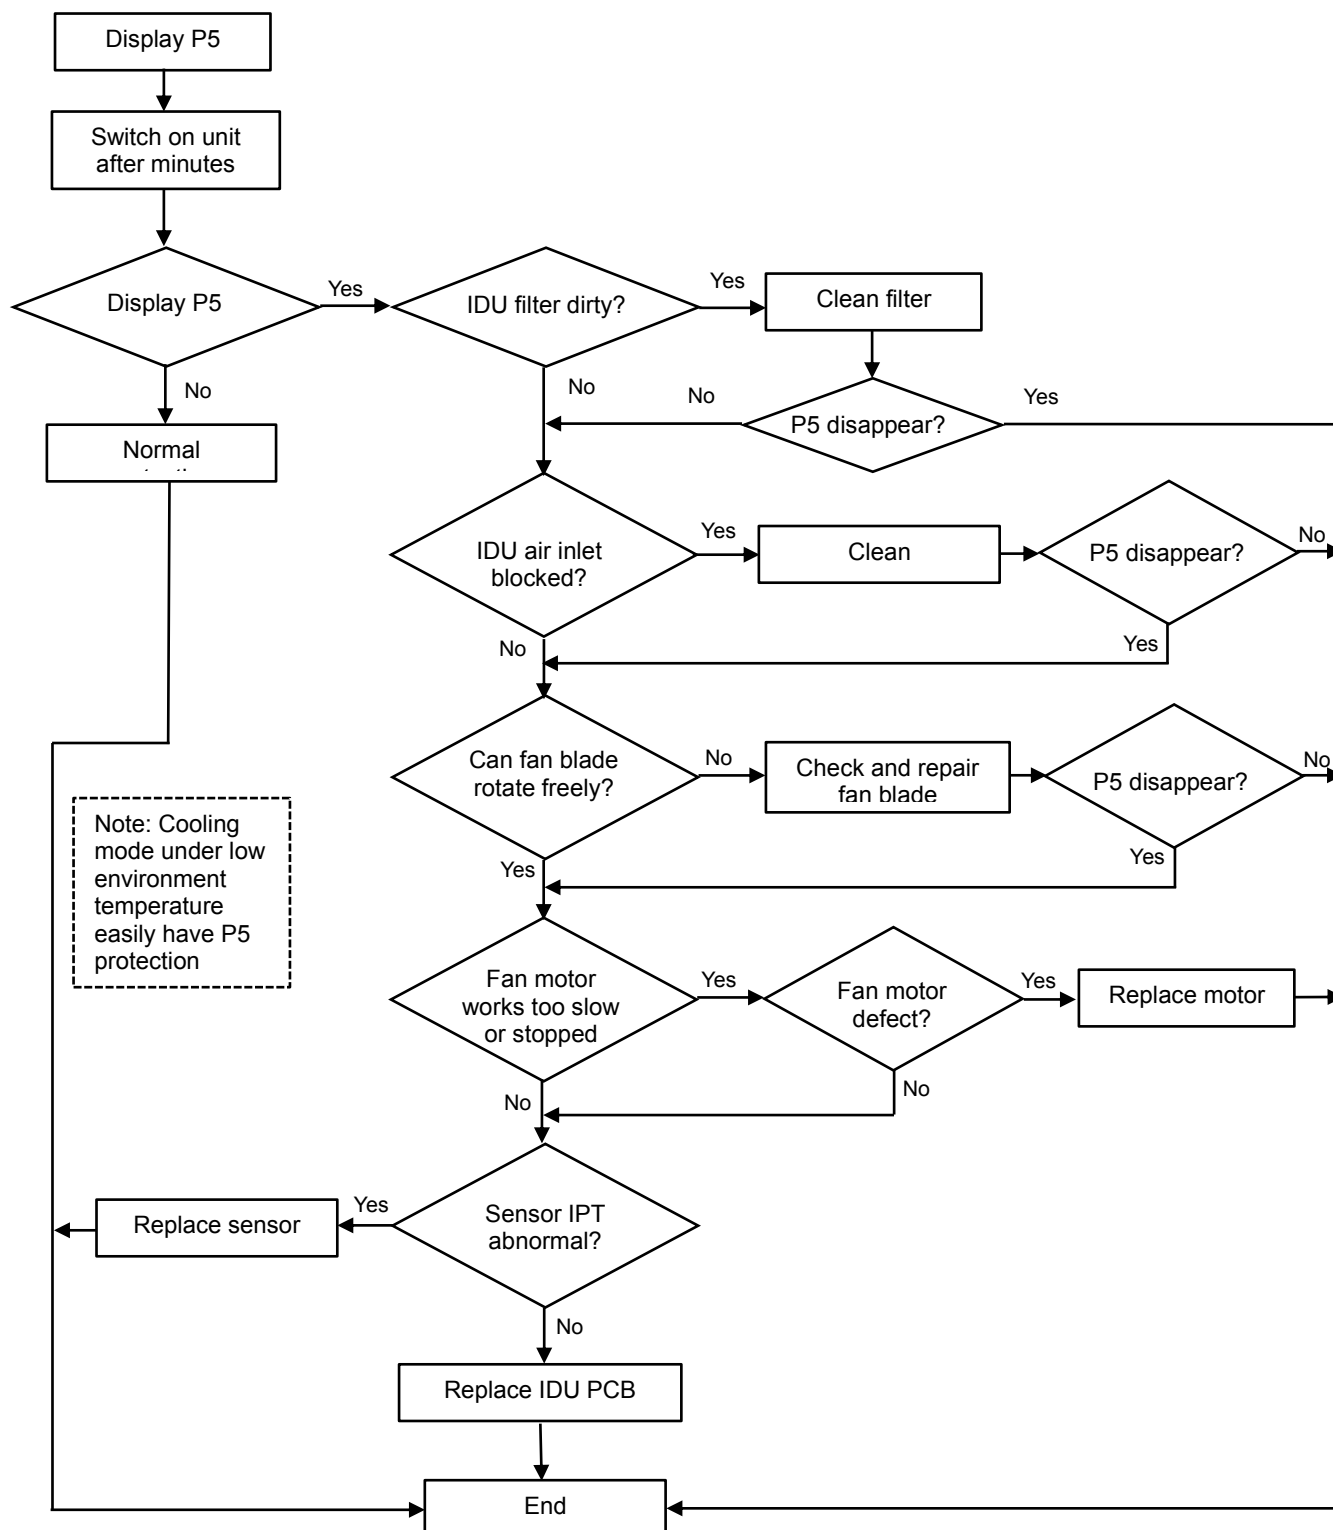 Display P5
Switch on unit
after minutes
Display P5
Yes
IDU filter dirty?
Yes
Clean filter
No
No
No
P5 disappear?
Yes
Normal
IDU air inlet
blocked?
Yes
Clean
P5 disappear?
No
No
Yes
Can fan blade
rotate freely?
No
Check and repair
fan blade
P5 disappear?
No
Yes
Yes
Note: Cooling
mode under low
environment
temperature
easily have P5
protection
Fan motor
works too slow
or stopped
Yes
Fan motor
defect?
Yes
Replace motor
No
No
Replace sensor
Yes
Sensor IPT
abnormal?
No
Replace IDU PCB
End